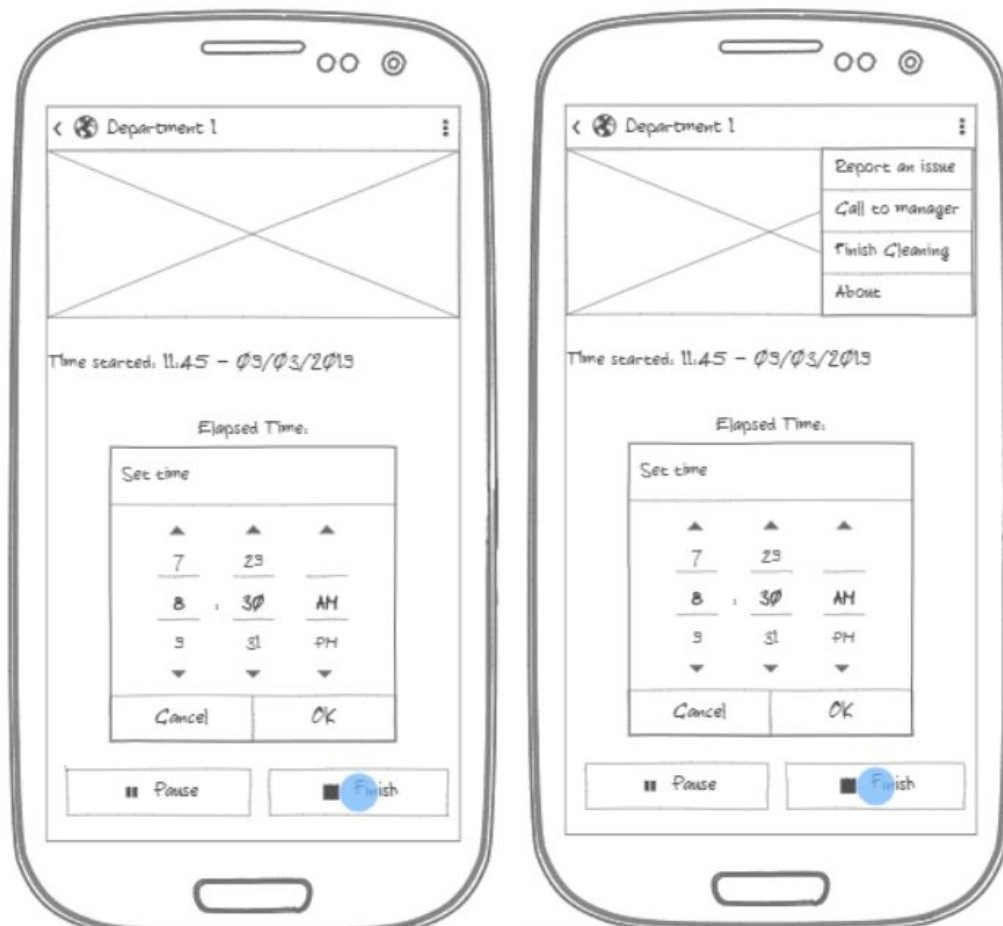 Department 1
Time started: 11:45 - 09/03/2019
Elapsed Time:
Set time
7 29
8 : 30 AM
9 31 PM
Cancel OK
Pause Finish
Department 1
Report an issue
Call to manager
Finish Cleaning
About
Time started: 11:45 - 09/03/2019
Elapsed Time:
Set time
7 29
8 : 30 AM
9 31 PM
Cancel OK
Pause Finish